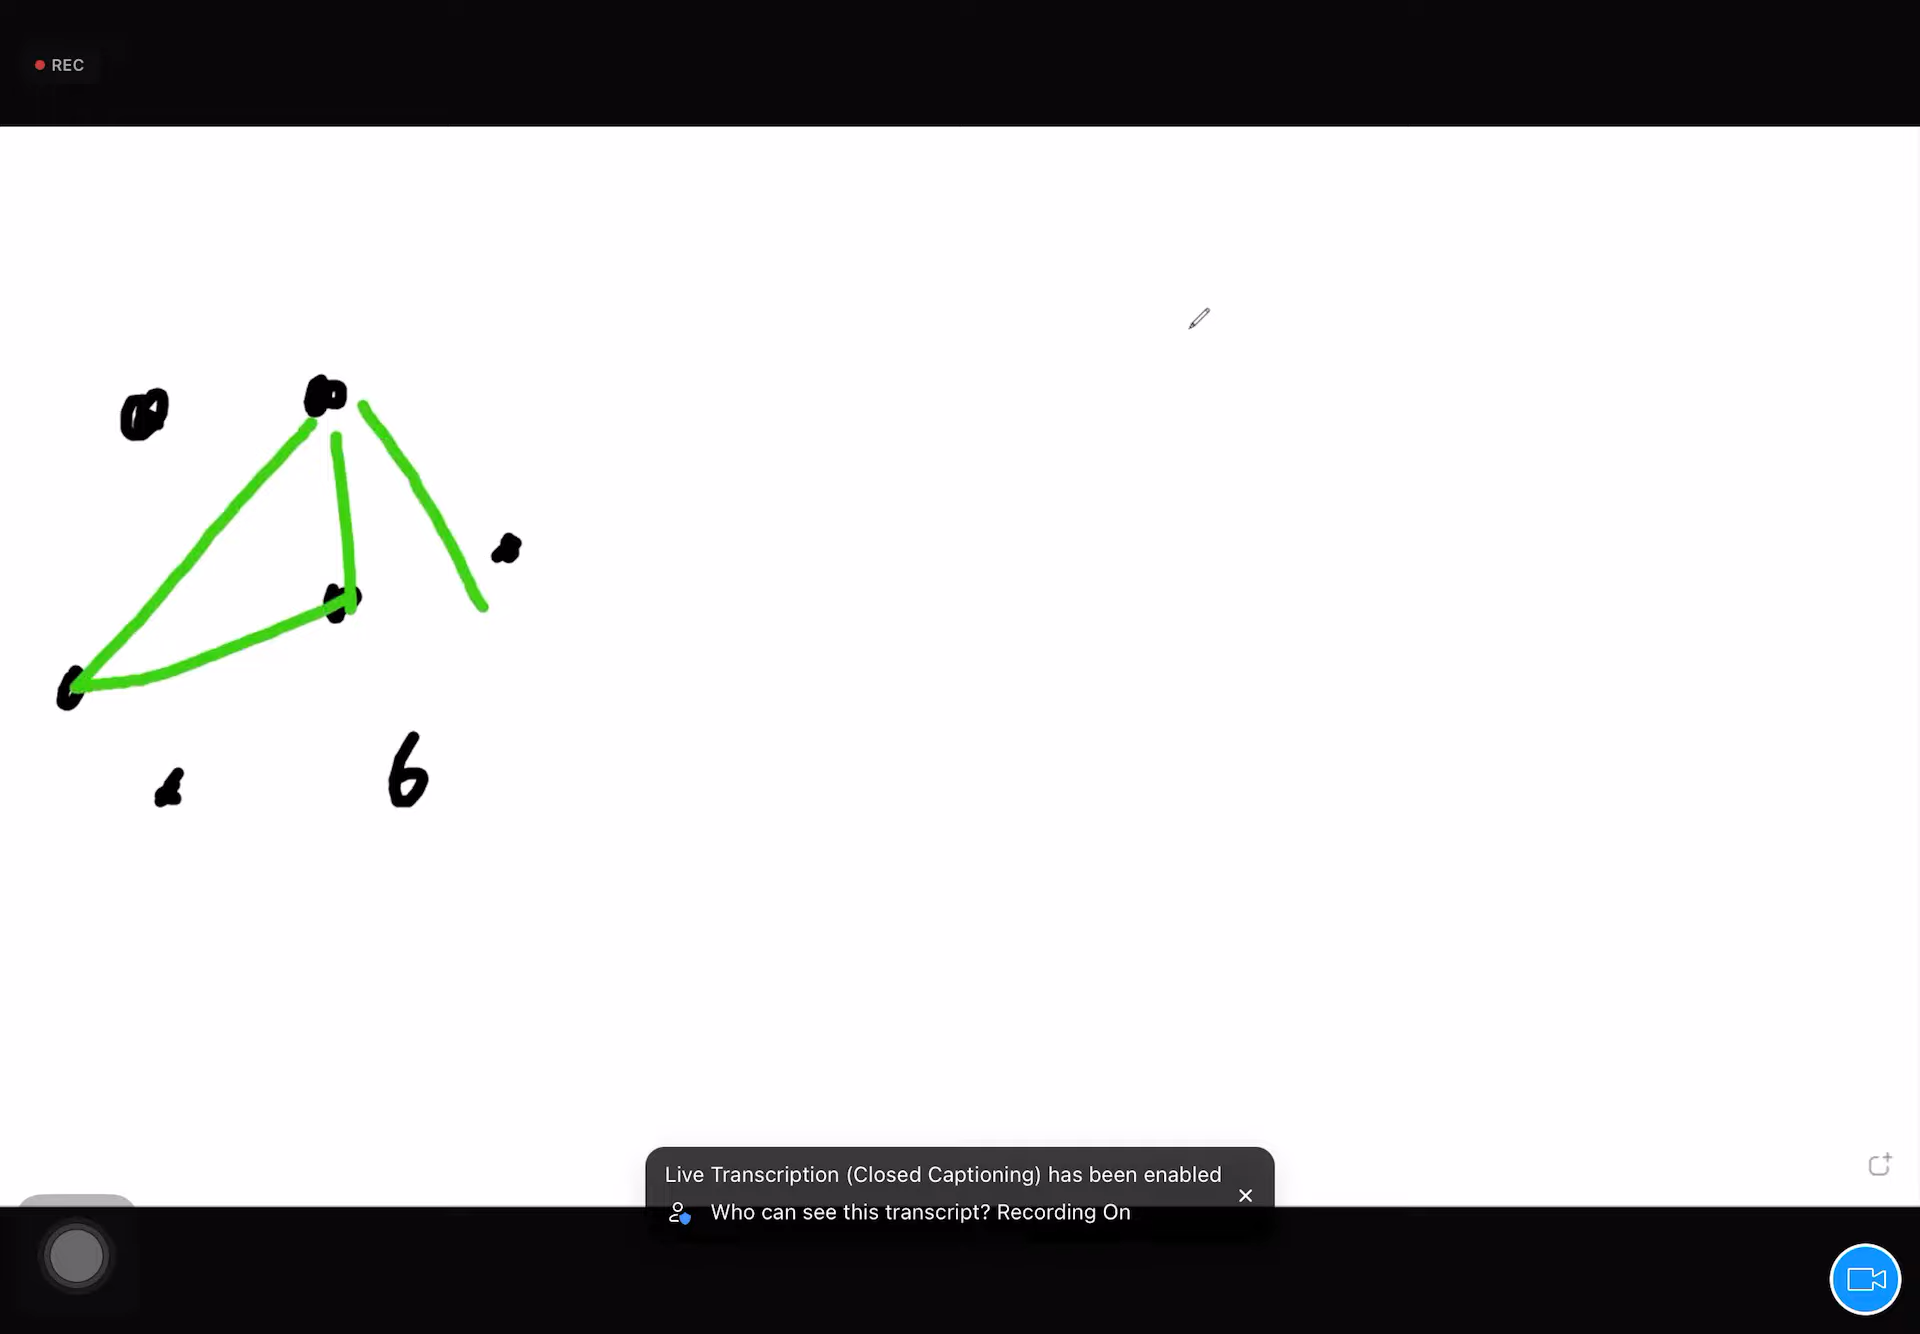 REC
6
Live Transcription (Closed Captioning) has been enabled
Who can see this transcript? Recording On